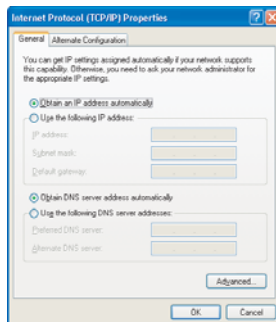 Internet Protocol (TCP/IP) Properties
General
Alternate Configuration
You can get IP settings assigned automatically if your network supports
this capability. Otherwise, you need to ask your network administrator for
the appropriate IP settings.
Obtain an IP address automatically
Use the following IP address:
IP address:
Subnet mask:
Default gateway:
Obtain DNS server address automatically
Use the following DNS server addresses:
Preferred DNS server:
Alternate DNS server:
Advanced...
OK
Cancel